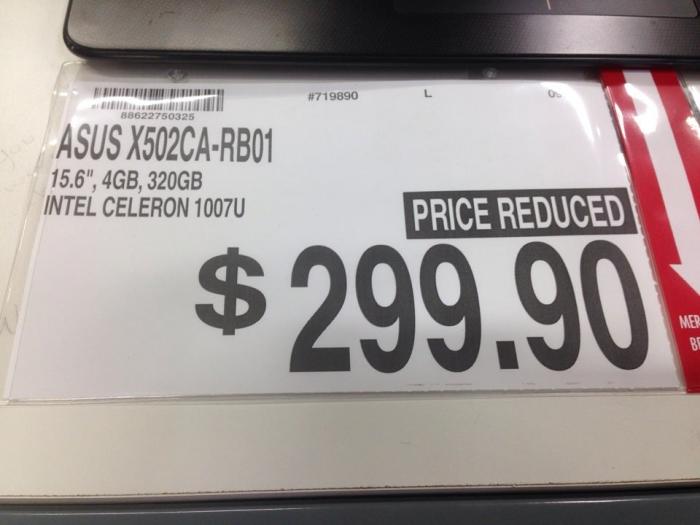 #719890 L
88622750325
ASUS X502CA-RB01
15.6", 4GB, 320GB
INTEL CELERON 1007U
PRICE REDUCED
$299.90